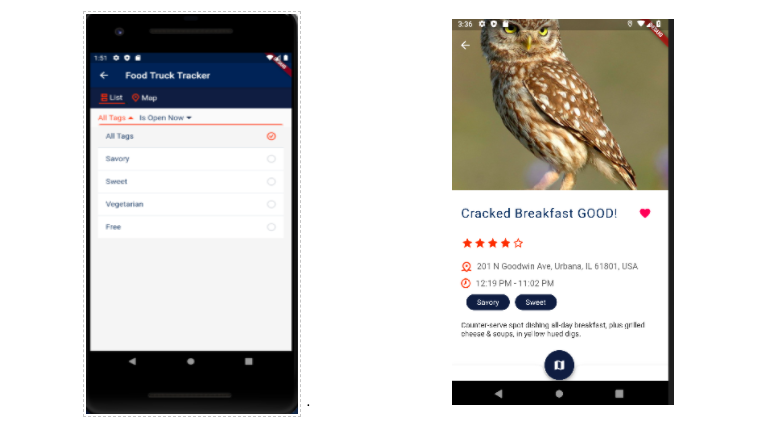 1:51
Food Truck Tracker
List Map
All Tags Is Open Now
All Tags
Savory
Sweet
Vegetarian
Free
.
3:36
Cracked Breakfast GOOD!
201 N Goodwin Ave, Urbana, IL 61801, USA
12:19 PM - 11:02 PM
Savory Sweet
Counter-serve spot dishing all-day breakfast, plus grilled
cheese & soups, in yellow hued digs.